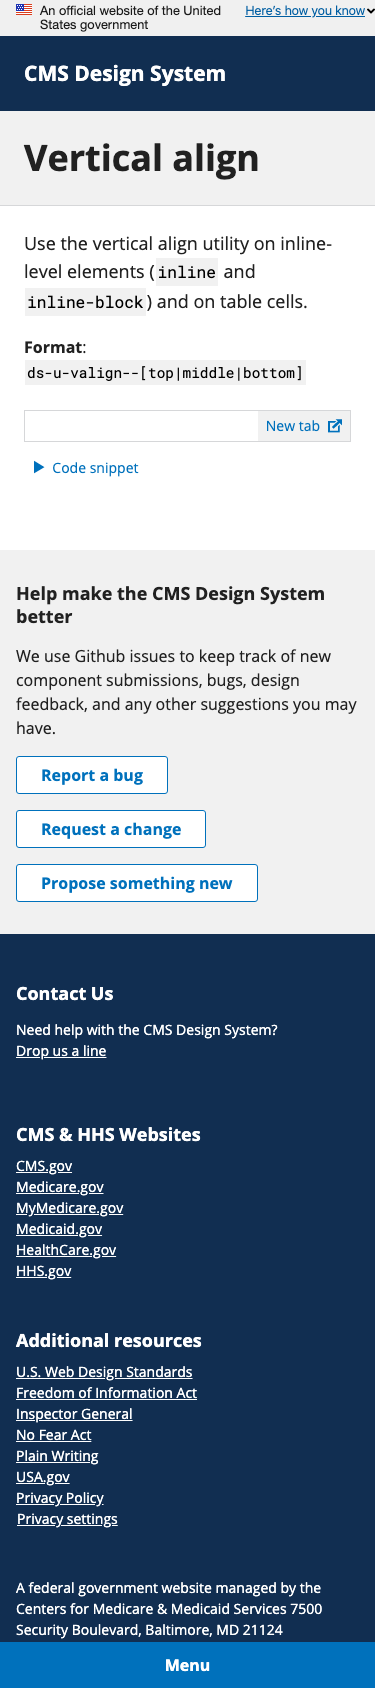 An official website of the United
States government
Here's how you know
CMS Design System
Vertical align
Use the vertical align utility on inline-
level elements (inline and
inline-block) and on table cells.
Format:
ds-u-valign--[top|middle|bottom]
New tab
Code snippet
Help make the CMS Design System
better
We use Github issues to keep track of new
component submissions, bugs, design
feedback, and any other suggestions you may
have.
Report a bug
Request a change
Propose something new
Contact Us
Need help with the CMS Design System?
Drop us a line
CMS & HHS Websites
CMS.gov
Medicare.gov
MyMedicare.gov
Medicaid.gov
HealthCare.gov
HHS.gov
Additional resources
U.S. Web Design Standards
Freedom of Information Act
Inspector General
No Fear Act
Plain Writing
USA.gov
Privacy Policy
Privacy settings
A federal government website managed by the
Centers for Medicare & Medicaid Services 7500
Security Boulevard, Baltimore, MD 21124
Menu